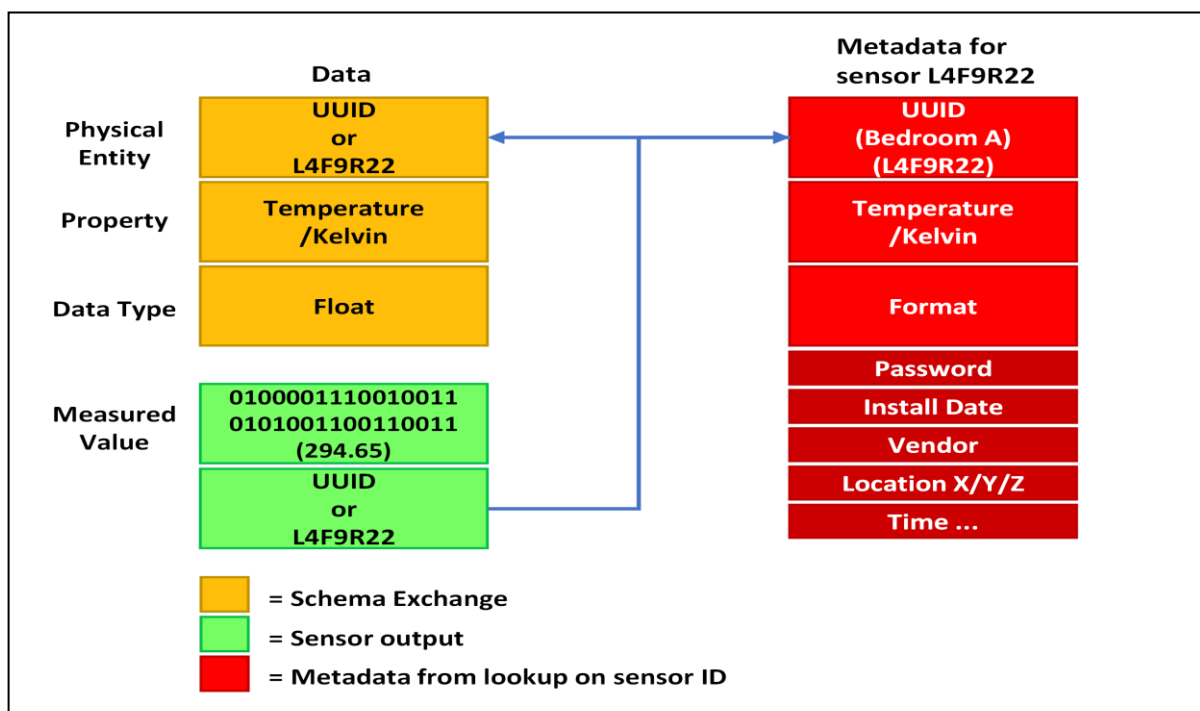 Data
Metadata for
sensor L4F9R22
Physical
Entity
UUID
or
L4F9R22
UUID
(Bedroom A)
(L4F9R22)
Property
Temperature
/Kelvin
Temperature
/Kelvin
Data Type
Float
Format
Password
Install Date
Vendor
Location X/Y/Z
Time ...
Measured
Value
0100001110010011
0101001100110011
(294.65)
UUID
or
L4F9R22
= Schema Exchange
= Sensor output
= Metadata from lookup on sensor ID